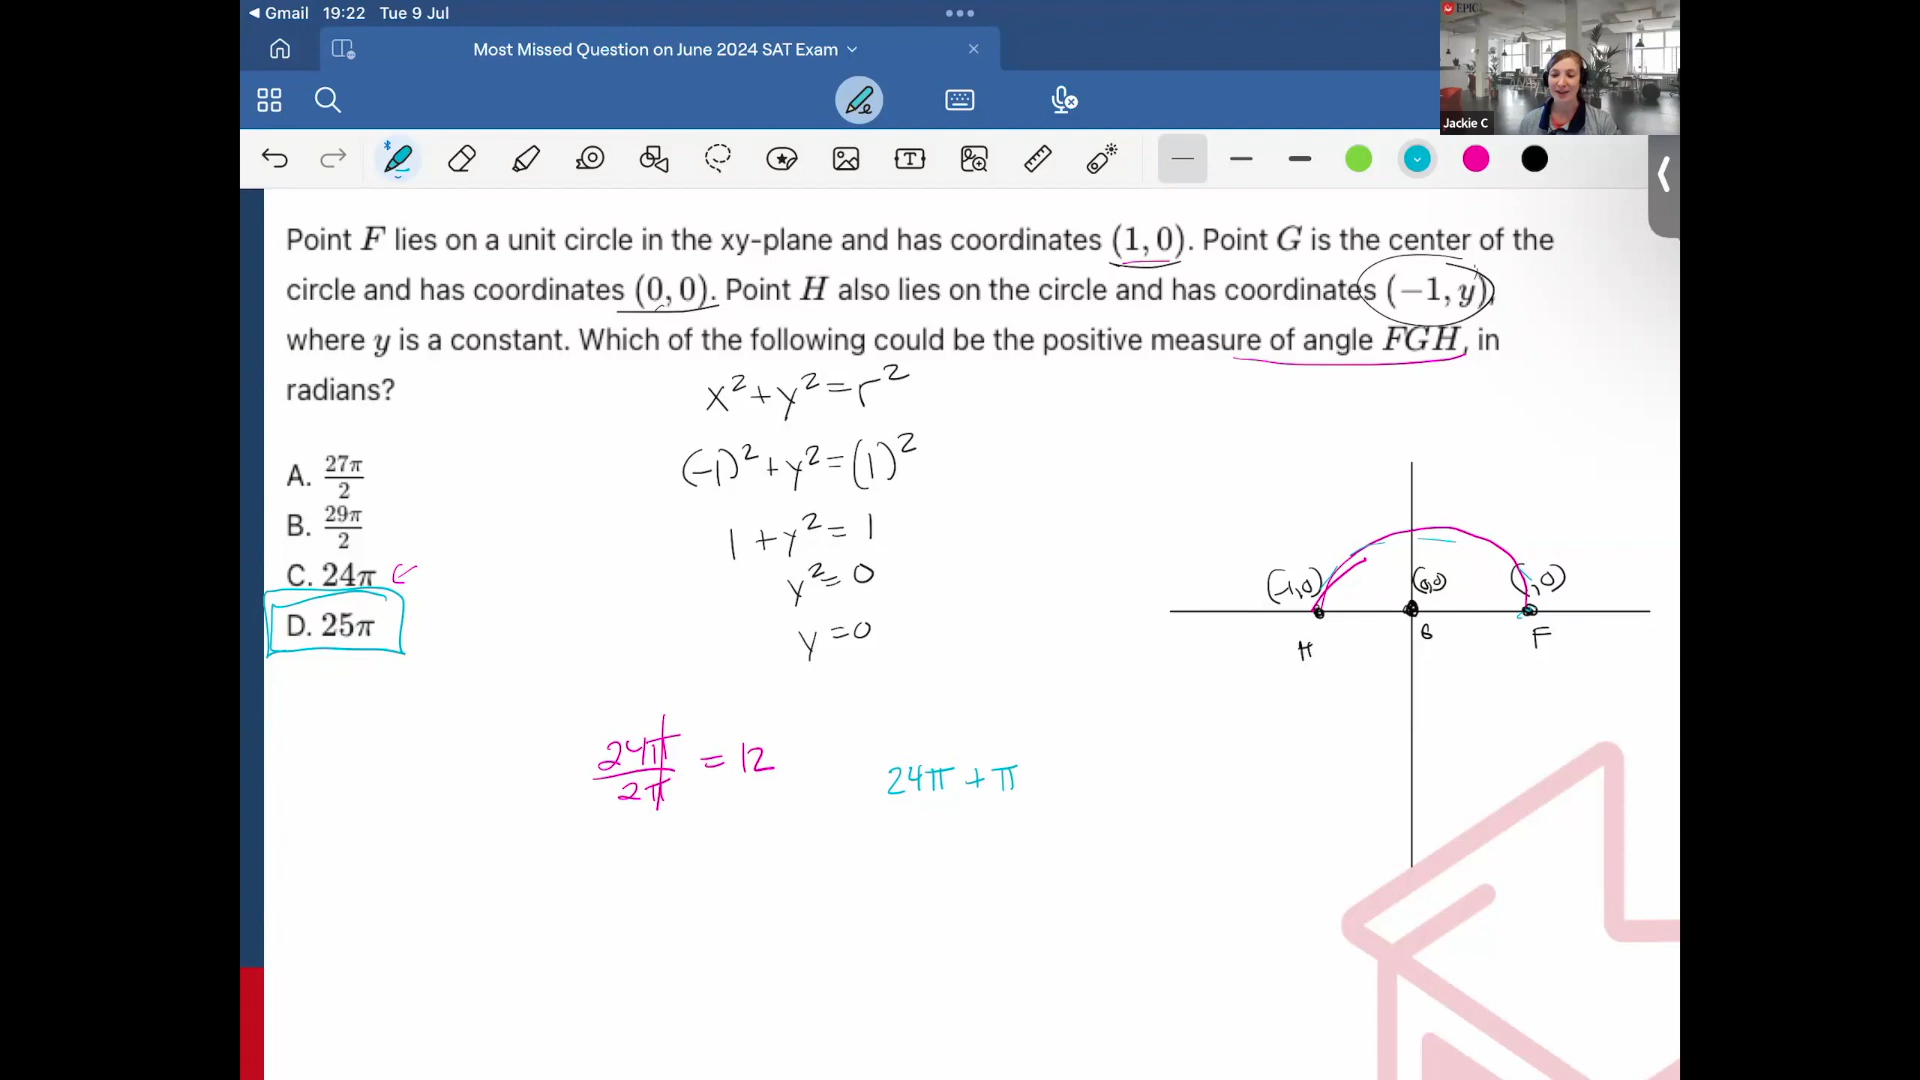 Gmail 19:22 Tue 9 Jul
EPIC
Most Missed Question on June 2024 SAT Exam
Jackie C
Point F lies on a unit circle in the xy-plane and has coordinates (1, 0). Point G is the center of the
circle and has coordinates (0, 0). Point H also lies on the circle and has coordinates (−1, y),
where y is a constant. Which of the following could be the positive measure of angle FGH, in
radians?
x² + y² = r²
(-1)² + y² = (1)²
1 + y² = 1
y² = 0
y = 0
A. 27π/2
B. 29π/2
C. 24π
D. 25π
(-1,0) (0,0) (1,0)
H G F
24π/2π = 12
24π + π